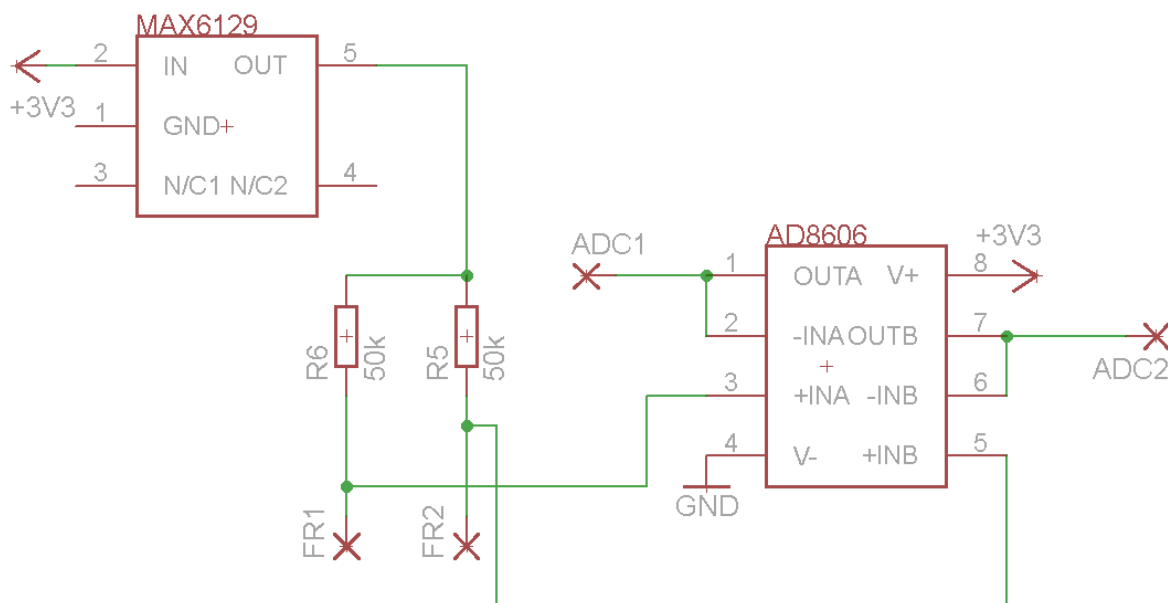 MAX6129
2 IN OUT 5
+3V3
1 GND
3 N/C1 N/C2 4
ADC1
AD8606
+3V3
1 OUTA V+ 8
2 -INA OUTB 7
ADC2
3 +INA -INB 6
4 V- +INB 5
GND
R6 50k
R5 50k
FR1
FR2